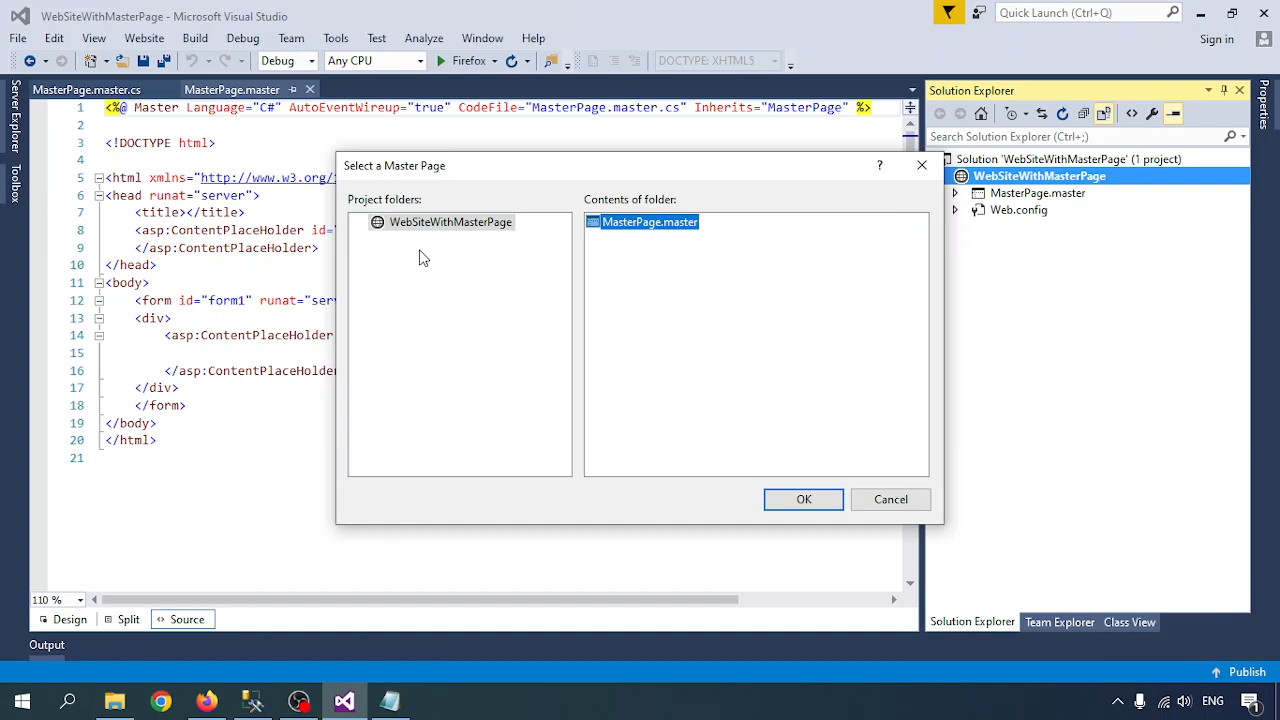 WebSiteWithMasterPage - Microsoft Visual Studio
Quick Launch (Ctrl+Q)
File Edit View Website Build Debug Team Tools Test Analyze Window Help
Sign in
Debug Any CPU Firefox DOCTYPE: XHTML5
Server Explorer
Toolbox
MasterPage.master.cs MasterPage.master
1 <%@ Master Language="C#" AutoEventWireup="true" CodeFile="MasterPage.master.cs" Inherits="MasterPage" %>
2
3 <!DOCTYPE html>
4
5 <html xmlns="http://www.w3.org/
6 <head runat="server">
7 <title></title>
8 <asp:ContentPlaceHolder id=
9 </asp:ContentPlaceHolder>
10 </head>
11 <body>
12 <form id="form1" runat="ser
13 <div>
14 <asp:ContentPlaceHolder
15
16 </asp:ContentPlaceHolde
17 </div>
18 </form>
19 </body>
20 </html>
21
110 %
Design Split Source
Output
Select a Master Page
Project folders:
WebSiteWithMasterPage
Contents of folder:
MasterPage.master
OK Cancel
Solution Explorer
Search Solution Explorer (Ctrl+;)
Solution 'WebSiteWithMasterPage' (1 project)
WebSiteWithMasterPage
MasterPage.master
Web.config
Solution Explorer Team Explorer Class View
Properties
Publish
ENG
1